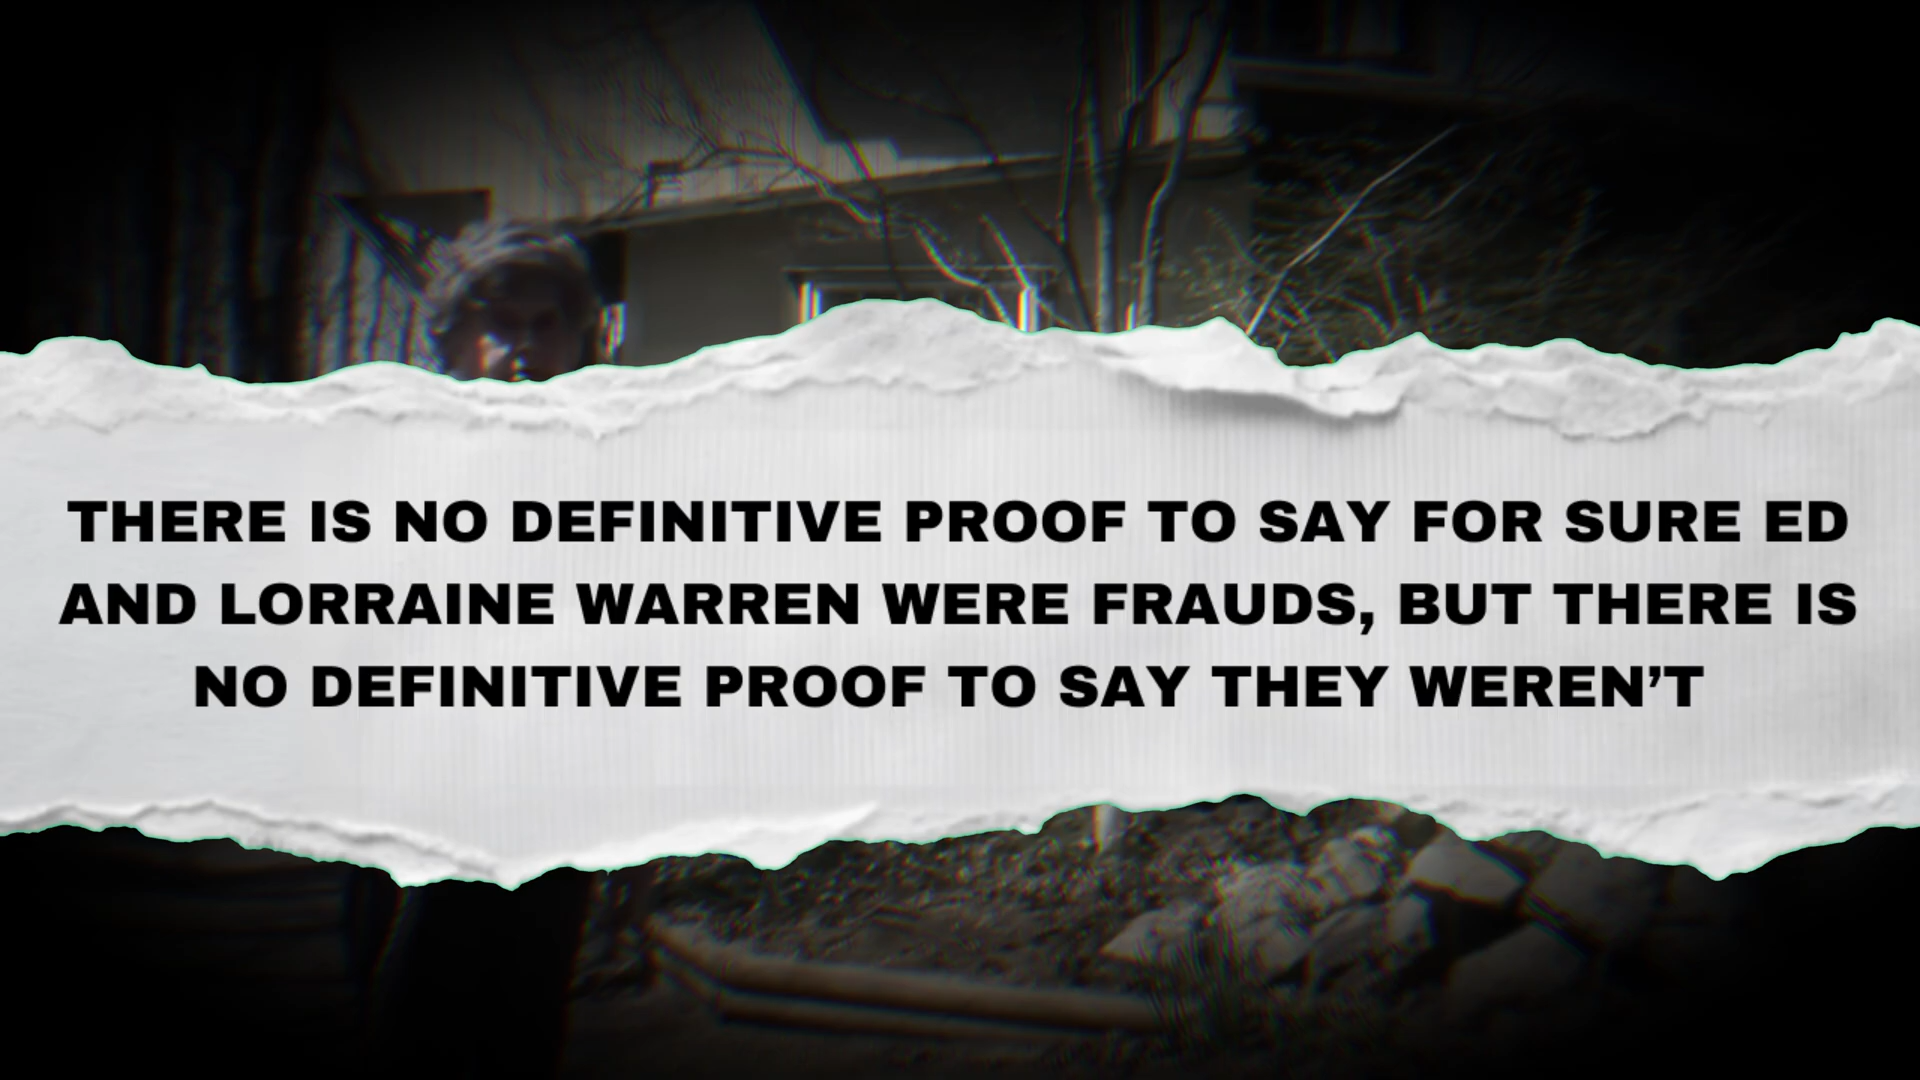 THERE IS NO DEFINITIVE PROOF TO SAY FOR SURE ED
AND LORRAINE WARREN WERE FRAUDS, BUT THERE IS
NO DEFINITIVE PROOF TO SAY THEY WEREN’T